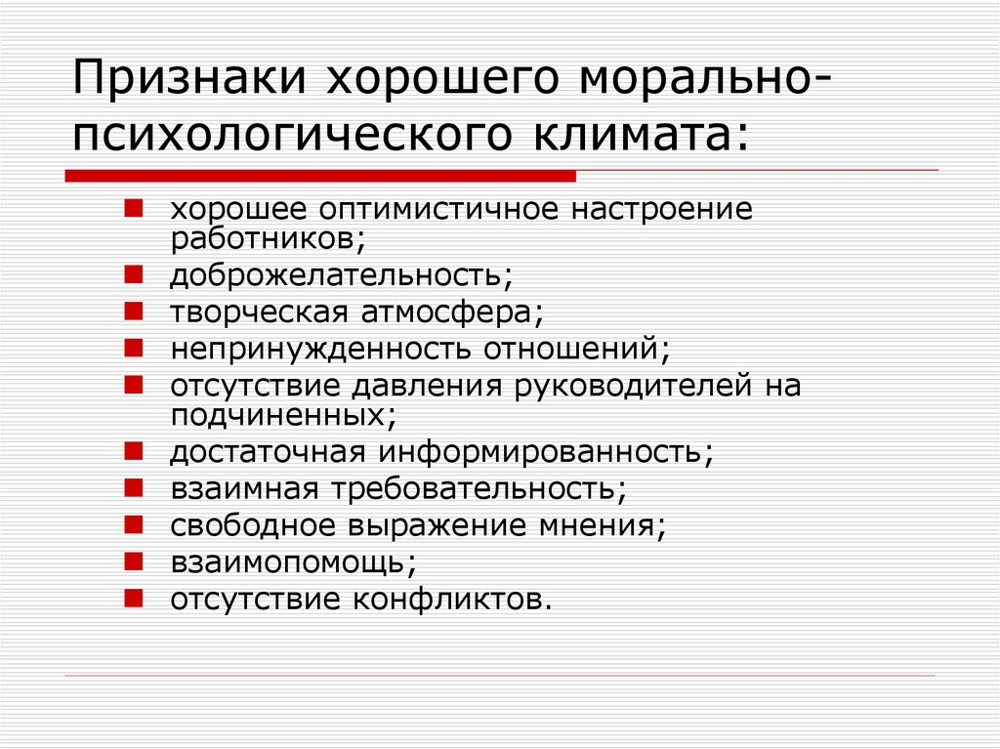 Признаки хорошего морально-
психологического климата:
хорошее оптимистичное настроение
работников;
доброжелательность;
творческая атмосфера;
непринужденность отношений;
отсутствие давления руководителей на
подчиненных;
достаточная информированность;
взаимная требовательность;
свободное выражение мнения;
взаимопомощь;
отсутствие конфликтов.